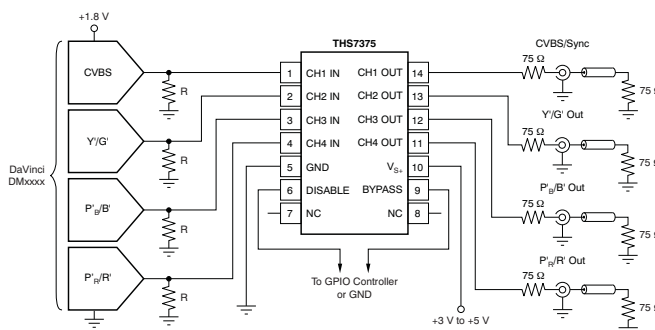 +1.8 V
THS7375
CVBS/Sync
CVBS
R
1 CH1 IN
CH1 OUT 14
75 Ω
75 Ω
2 CH2 IN
CH2 OUT 13
Y'/G' Out
Y'/G'
R
3 CH3 IN
CH3 OUT 12
75 Ω
75 Ω
4 CH4 IN
CH4 OUT 11
DaVinci
DMxxxx
5 GND
VS+ 10
P'B/B' Out
P'B/B'
R
6 DISABLE
BYPASS 9
75 Ω
75
7 NC
NC 8
P'R/R' Out
P'R/R'
R
To GPIO Controller
or GND
+3 V to +5 V
75 Ω
75